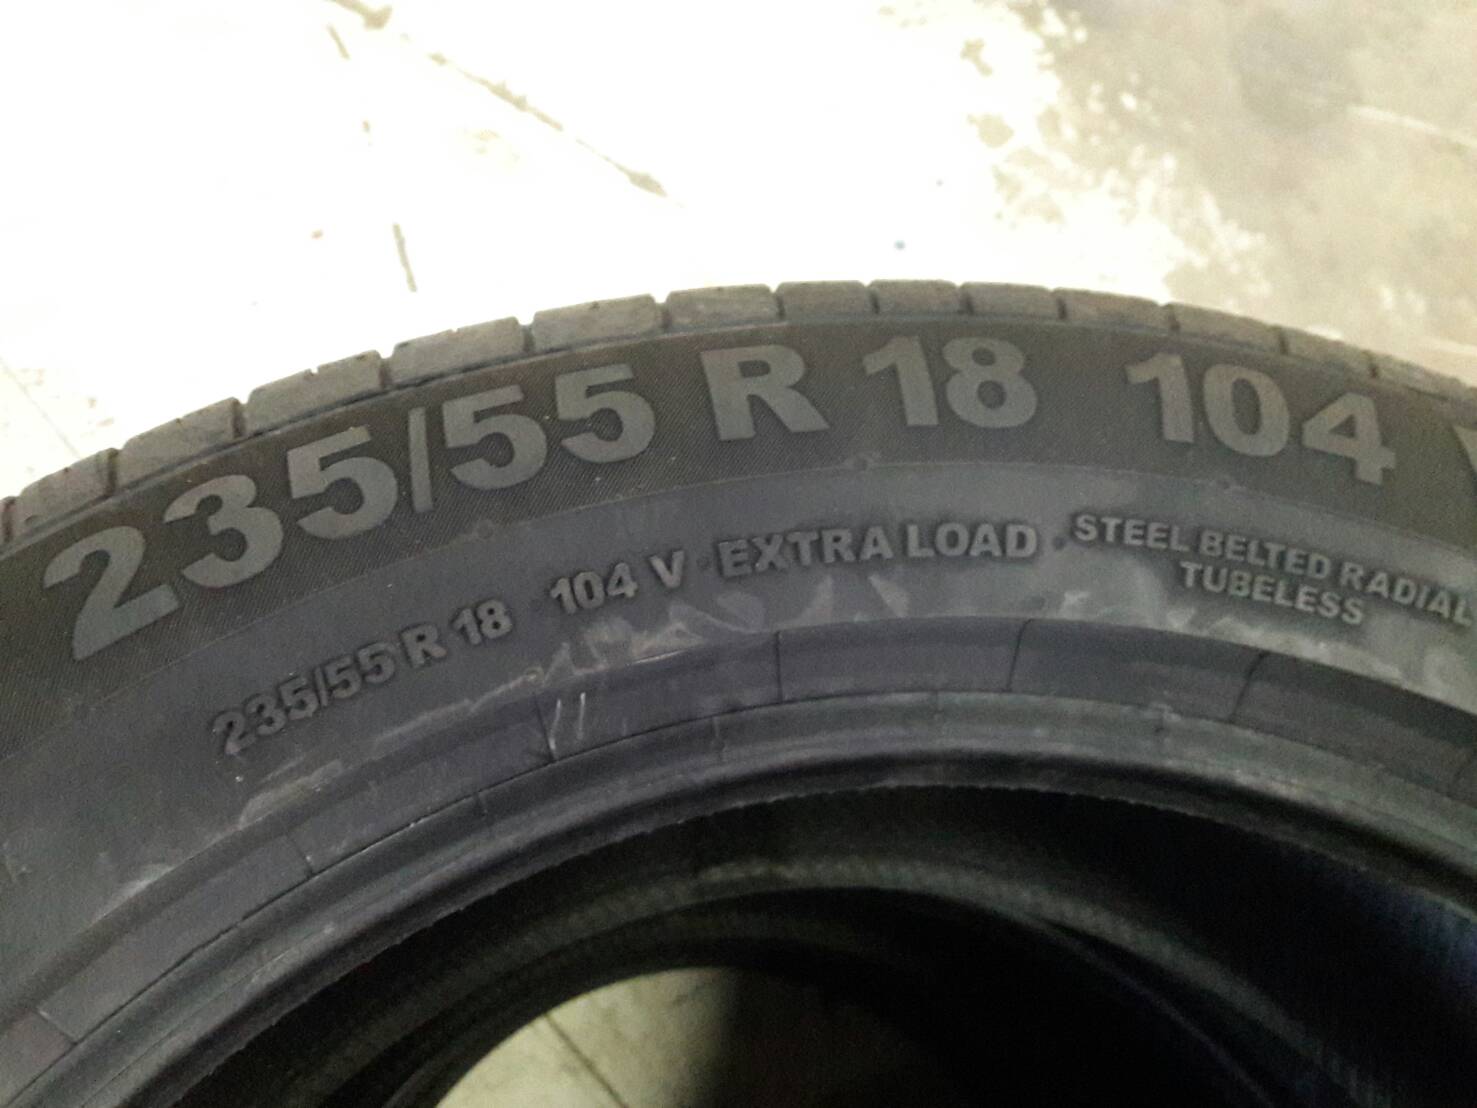 235/55 R 18 104 V
235/55 R 18 104 V · EXTRA LOAD · STEEL BELTED RADIAL
TUBELESS